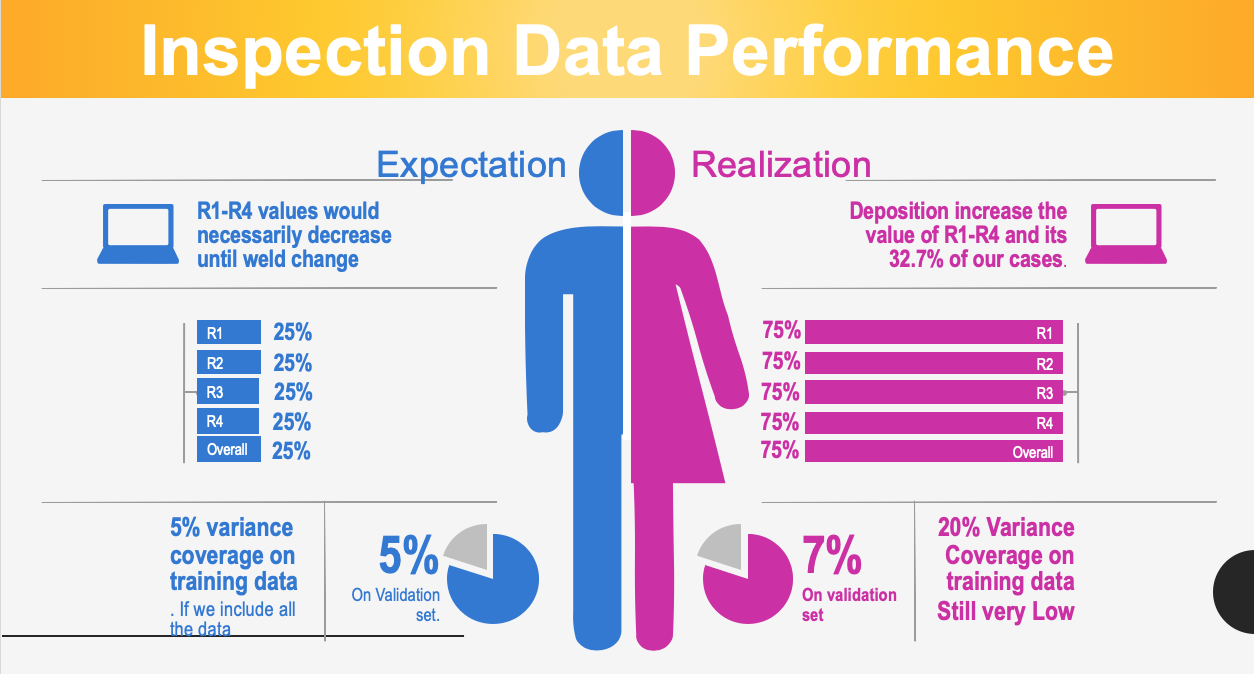 Inspection Data Performance
Expectation
Realization
R1-R4 values would
necessarily decrease
until weld change
Deposition increase the
value of R1-R4 and its
32.7% of our cases.
R1 25%
R2 25%
R3 25%
R4 25%
Overall 25%
75% R1
75% R2
75% R3
75% R4
75% Overall
5% variance
coverage on
training data
. If we include all
the data
5%
On Validation
set.
7%
On validation
set
20% Variance
Coverage on
training data
Still very Low